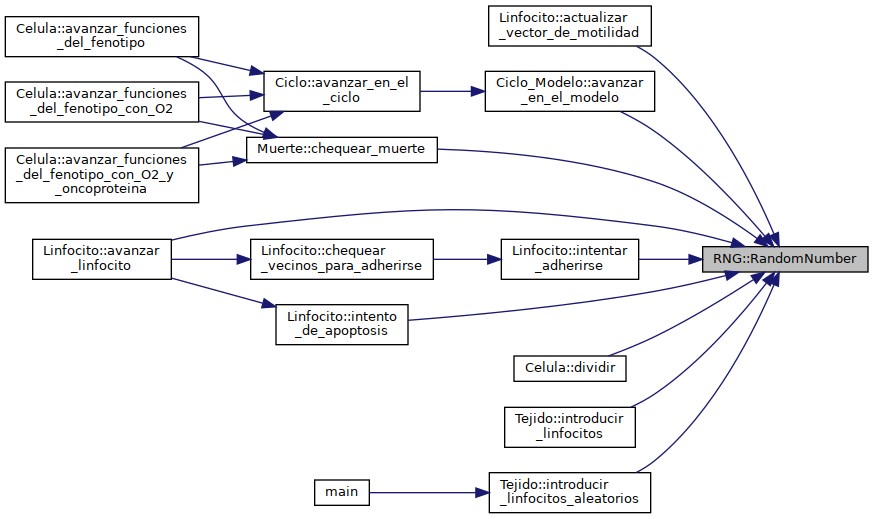 Celula::avanzar_funciones
_del_fenotipo
Celula::avanzar_funciones
_del_fenotipo_con_O2
Celula::avanzar_funciones
_del_fenotipo_con_O2_y
_oncoproteina
Ciclo::avanzar_en_el
_ciclo
Muerte::chequear_muerte
Linfocito::actualizar
_vector_de_motilidad
Ciclo_Modelo::avanzar
_en_el_modelo
Linfocito::avanzar
_linfocito
Linfocito::chequear
_vecinos_para_adherirse
Linfocito::intentar
_adherirse
RNG::RandomNumber
Linfocito::intento
_de_apoptosis
Celula::dividir
Tejido::introducir
_linfocitos
main
Tejido::introducir
_linfocitos_aleatorios